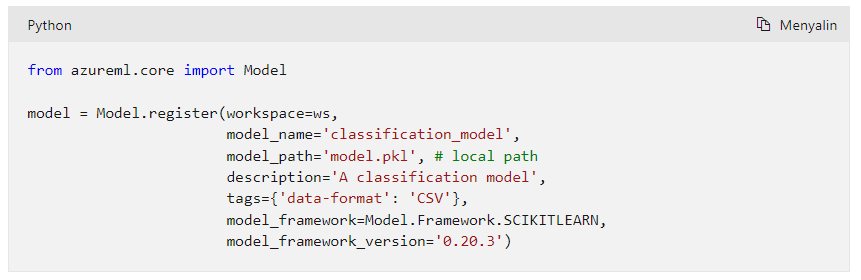 Python
Menyalin
from azureml.core import Model
model = Model.register(workspace=ws,
                       model_name='classification_model',
                       model_path='model.pkl', # local path
                       description='A classification model',
                       tags={'data-format': 'CSV'},
                       model_framework=Model.Framework.SCIKITLEARN,
                       model_framework_version='0.20.3')